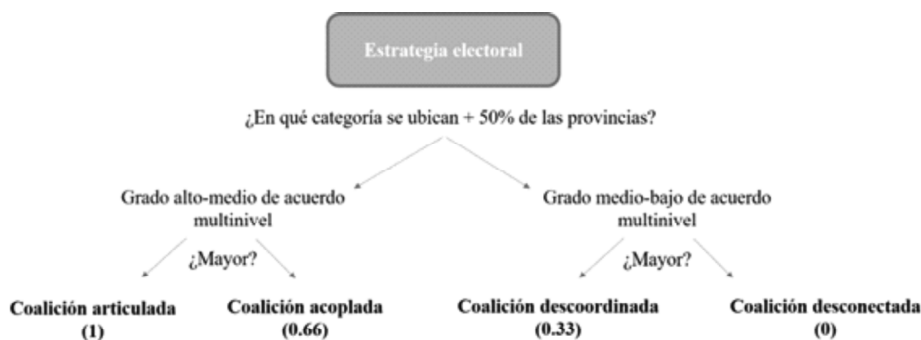 Estrategia electoral
¿En qué categoría se ubican + 50% de las provincias?
Grado alto-medio de acuerdo
multinivel
Grado medio-bajo de acuerdo
multinivel
¿Mayor?
¿Mayor?
Coalición articulada
(1)
Coalición acoplada
(0.66)
Coalición descoordinada
(0.33)
Coalición desconectada
(0)